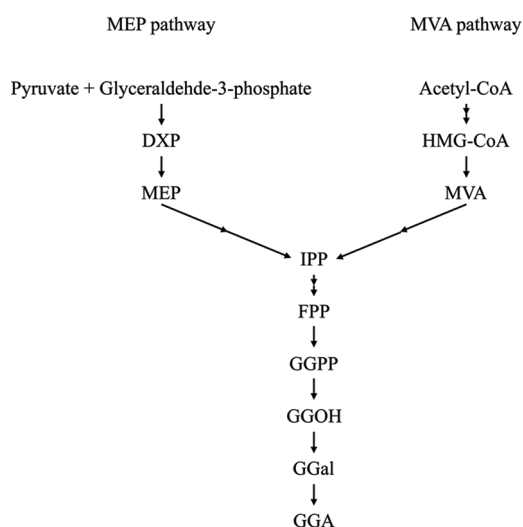 MEP pathway
MVA pathway
Pyruvate + Glyceraldehde-3-phosphate
Acetyl-CoA
DXP
HMG-CoA
MEP
MVA
IPP
FPP
GGPP
GGOH
GGal
GGA